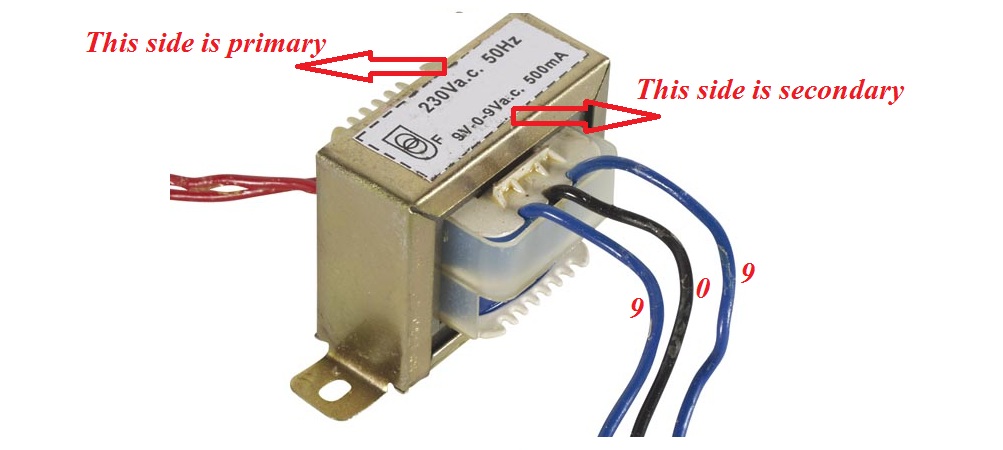 This side is primary
230Va.c. 50Hz
9V-0-9Va.c. 500mA
F
This side is secondary
9
0
9